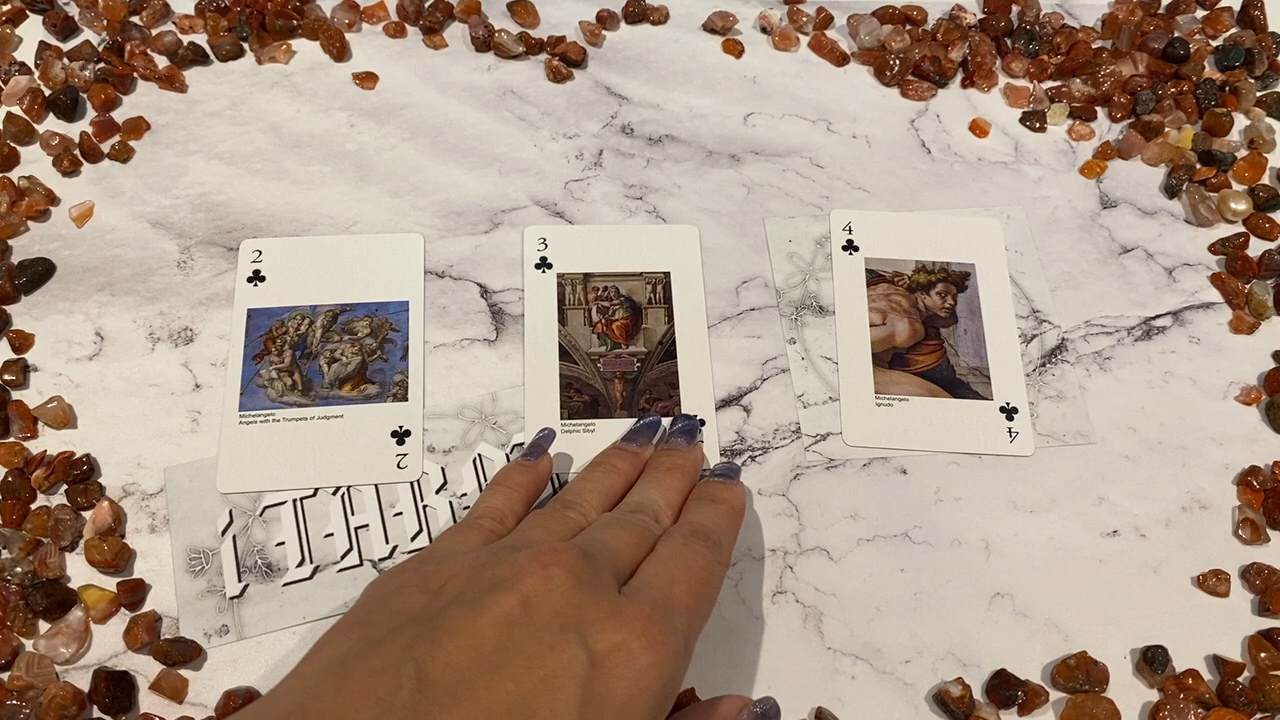 2
Michelangelo
Angels with the Trumpets of Judgment
2
3
Michelangelo
Delphic Sibyl
4
Michelangelo
Ignudo
4